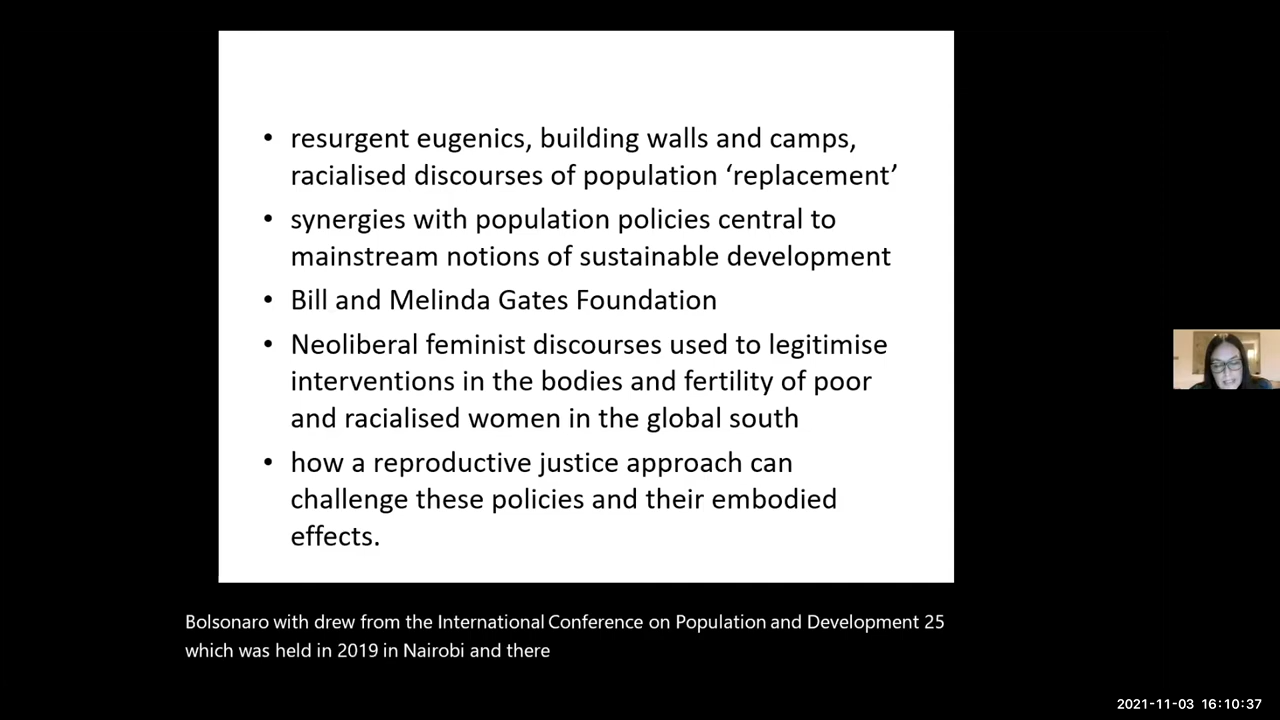 • resurgent eugenics, building walls and camps,
racialised discourses of population ‘replacement’
• synergies with population policies central to
mainstream notions of sustainable development
• Bill and Melinda Gates Foundation
• Neoliberal feminist discourses used to legitimise
interventions in the bodies and fertility of poor
and racialised women in the global south
• how a reproductive justice approach can
challenge these policies and their embodied
effects.
Bolsonaro with drew from the International Conference on Population and Development 25
which was held in 2019 in Nairobi and there
2021-11-03 16:10:37